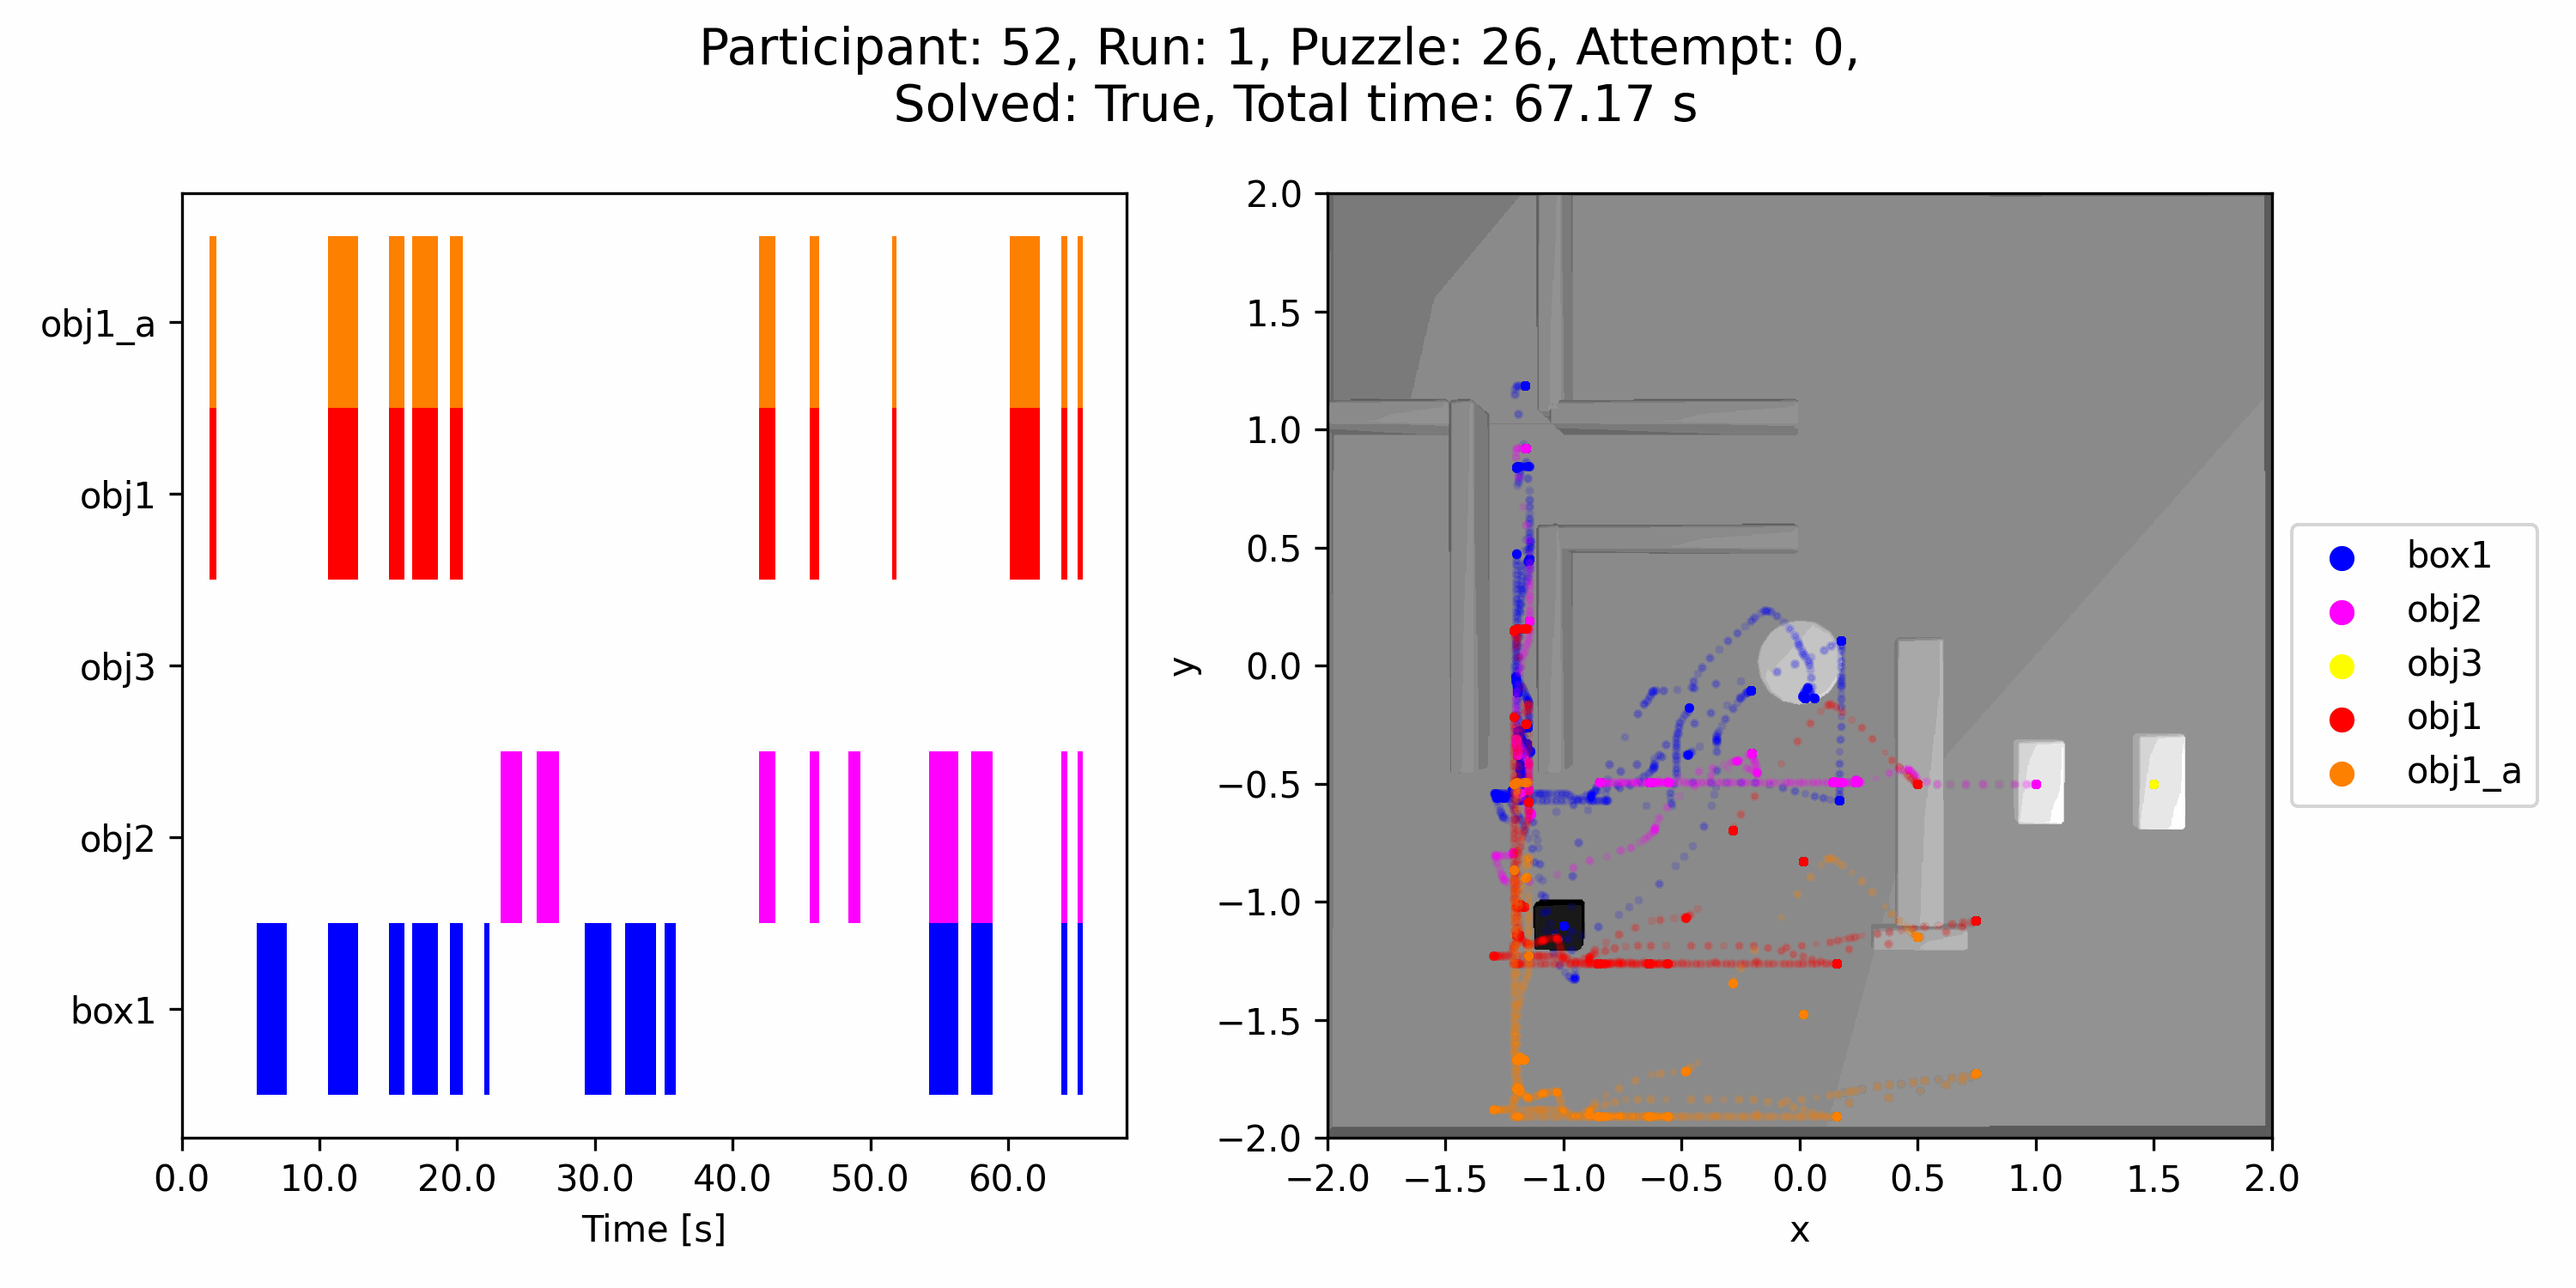 Participant: 52, Run: 1, Puzzle: 26, Attempt: 0,
Solved: True, Total time: 67.17 s
obj1_a
obj1
obj3
obj2
box1
0.0 10.0 20.0 30.0 40.0 50.0 60.0
Time [s]
2.0
1.5
1.0
0.5
0.0
−0.5
−1.0
−1.5
−2.0
y
−2.0 −1.5 −1.0 −0.5 0.0 0.5 1.0 1.5 2.0
x
box1
obj2
obj3
obj1
obj1_a